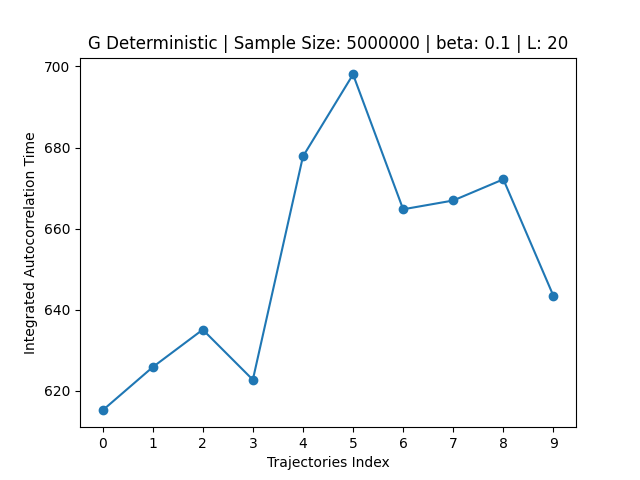 G Deterministic | Sample Size: 5000000 | beta: 0.1 | L: 20
Integrated Autocorrelation Time
700
680
660
640
620
0 1 2 3 4 5 6 7 8 9
Trajectories Index